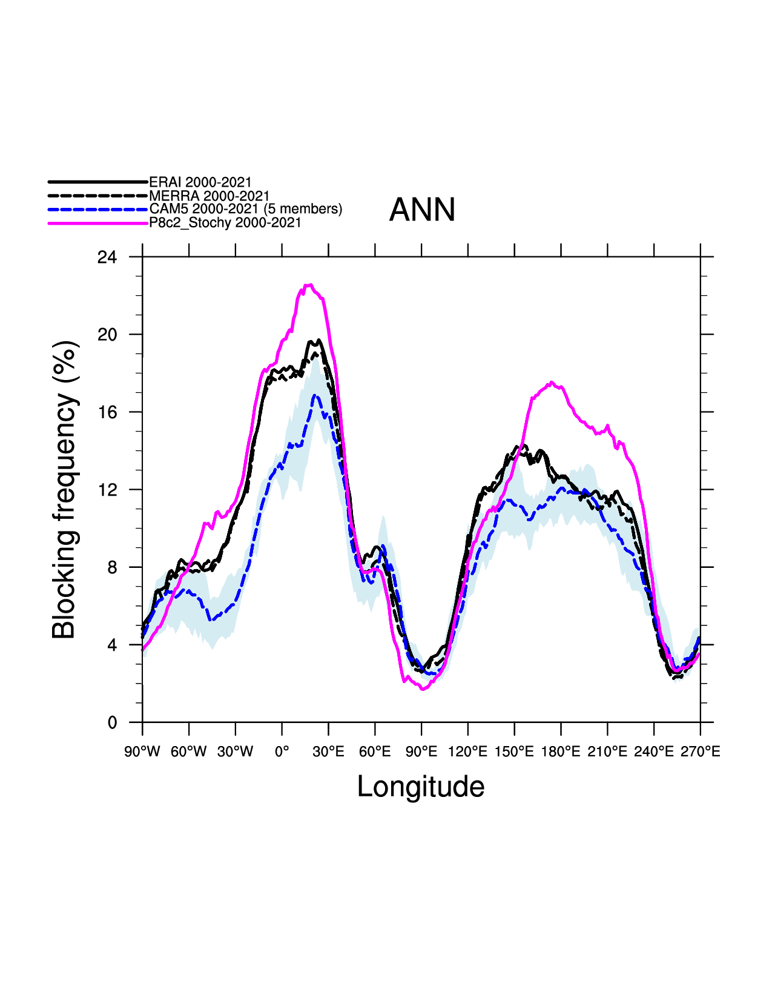 ERAI 2000-2021
MERRA 2000-2021
CAM5 2000-2021 (5 members)
P8c2_Stochy 2000-2021
ANN
Blocking frequency (%)
24
20
16
12
8
4
0
90°W 60°W 30°W 0° 30°E 60°E 90°E 120°E 150°E 180°E 210°E 240°E 270°E
Longitude